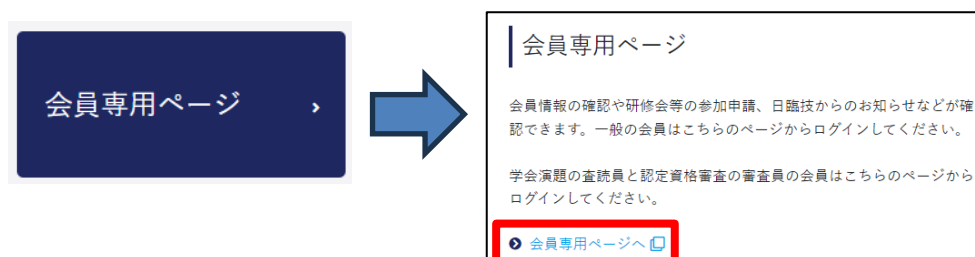 会員専用ページ
会員専用ページ
会員情報の確認や研修会等の参加申請、日臨技からのお知らせなどが確
認できます。一般の会員はこちらのページからログインしてください。
学会演題の査読員と認定資格審査の審査員の会員はこちらのページから
ログインしてください。
会員専用ページへ